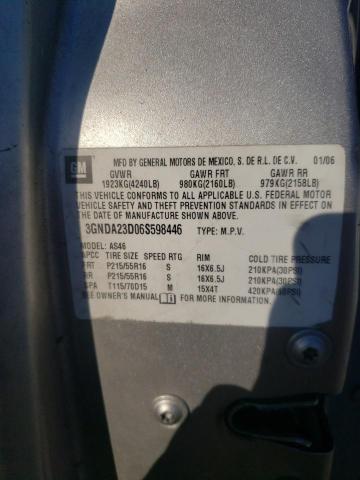 GM
MFD BY GENERAL MOTORS DE MEXICO, S. DE R.L. DE C.V. 01/06
GVWR GAWR FRT GAWR RR
1923KG(4240LB) 980KG(2160LB) 979KG(2158LB)
THIS VEHICLE CONFORMS TO ALL APPLICABLE U.S. FEDERAL MOTOR
VEHICLE SAFETY, BUMPER, AND THEFT PREVENTION STANDARDS IN
EFFECT ON THE DATE OF MANUFACTURE SHOWN ABOVE.
3GNDA23D06S598446 TYPE: M.P.V.
MODEL: AS46
APCC TIRE SIZE SPEED RTG RIM COLD TIRE PRESSURE
FRT P215/55R16 S 16X6.5J 210KPA(30PSI)
RR P215/55R16 S 16X6.5J 210KPA(30PSI)
SPA T115/70D15 M 15X4T 420KPA(60PSI)
SEE OWNER'S MANUAL FOR MORE INFORMATION.